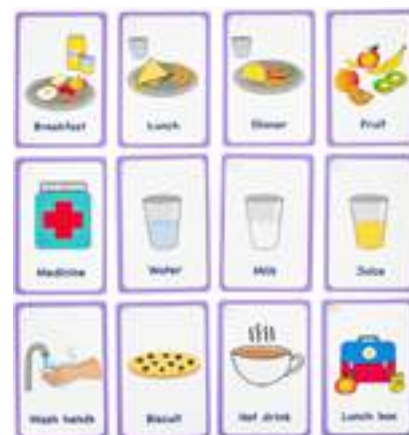 Breakfast
Lunch
Dinner
Fruit
Medicine
Water
Milk
Juice
Wash hands
Biscuit
Hot drink
Lunch box